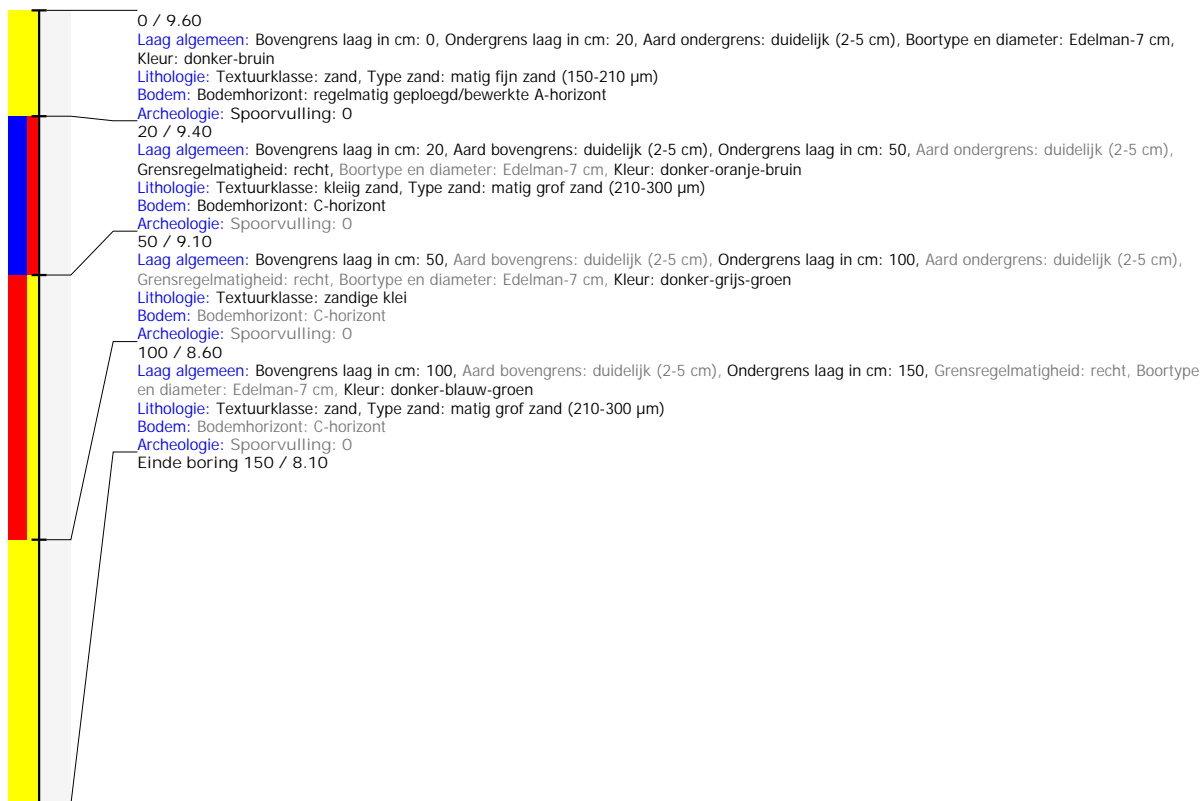 0 / 9.60
Laag algemeen: Bovengrens laag in cm: 0, Ondergrens laag in cm: 20, Aard ondergrens: duidelijk (2-5 cm), Boortype en diameter: Edelman-7 cm,
Kleur: donker-bruin
Lithologie: Textuurklasse: zand, Type zand: matig fijn zand (150-210 µm)
Bodem: Bodemhorizont: regelmatig geploegd/bewerkte A-horizont
Archeologie: Spoorvulling: 0
20 / 9.40
Laag algemeen: Bovengrens laag in cm: 20, Aard bovengrens: duidelijk (2-5 cm), Ondergrens laag in cm: 50, Aard ondergrens: duidelijk (2-5 cm),
Grensregelmatigheid: recht, Boortype en diameter: Edelman-7 cm, Kleur: donker-oranje-bruin
Lithologie: Textuurklasse: kleiig zand, Type zand: matig grof zand (210-300 µm)
Bodem: Bodemhorizont: C-horizont
Archeologie: Spoorvulling: 0
50 / 9.10
Laag algemeen: Bovengrens laag in cm: 50, Aard bovengrens: duidelijk (2-5 cm), Ondergrens laag in cm: 100, Aard ondergrens: duidelijk (2-5 cm),
Grensregelmatigheid: recht, Boortype en diameter: Edelman-7 cm, Kleur: donker-grijs-groen
Lithologie: Textuurklasse: zandige klei
Bodem: Bodemhorizont: C-horizont
Archeologie: Spoorvulling: 0
100 / 8.60
Laag algemeen: Bovengrens laag in cm: 100, Aard bovengrens: duidelijk (2-5 cm), Ondergrens laag in cm: 150, Grensregelmatigheid: recht, Boortype
en diameter: Edelman-7 cm, Kleur: donker-blauw-groen
Lithologie: Textuurklasse: zand, Type zand: matig grof zand (210-300 µm)
Bodem: Bodemhorizont: C-horizont
Archeologie: Spoorvulling: 0
Einde boring 150 / 8.10